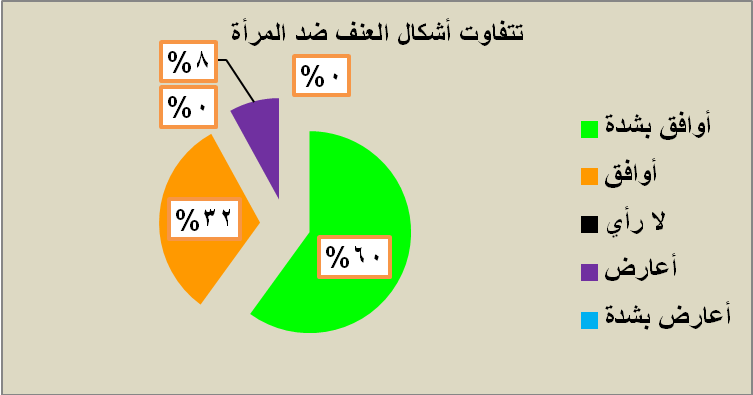 تتفاوت أشكال العنف ضد المرأة
%٠
%٨
%٠
%٣٢
%٦٠
أوافق بشدة
أوافق
لا رأي
أعارض
أعارض بشدة